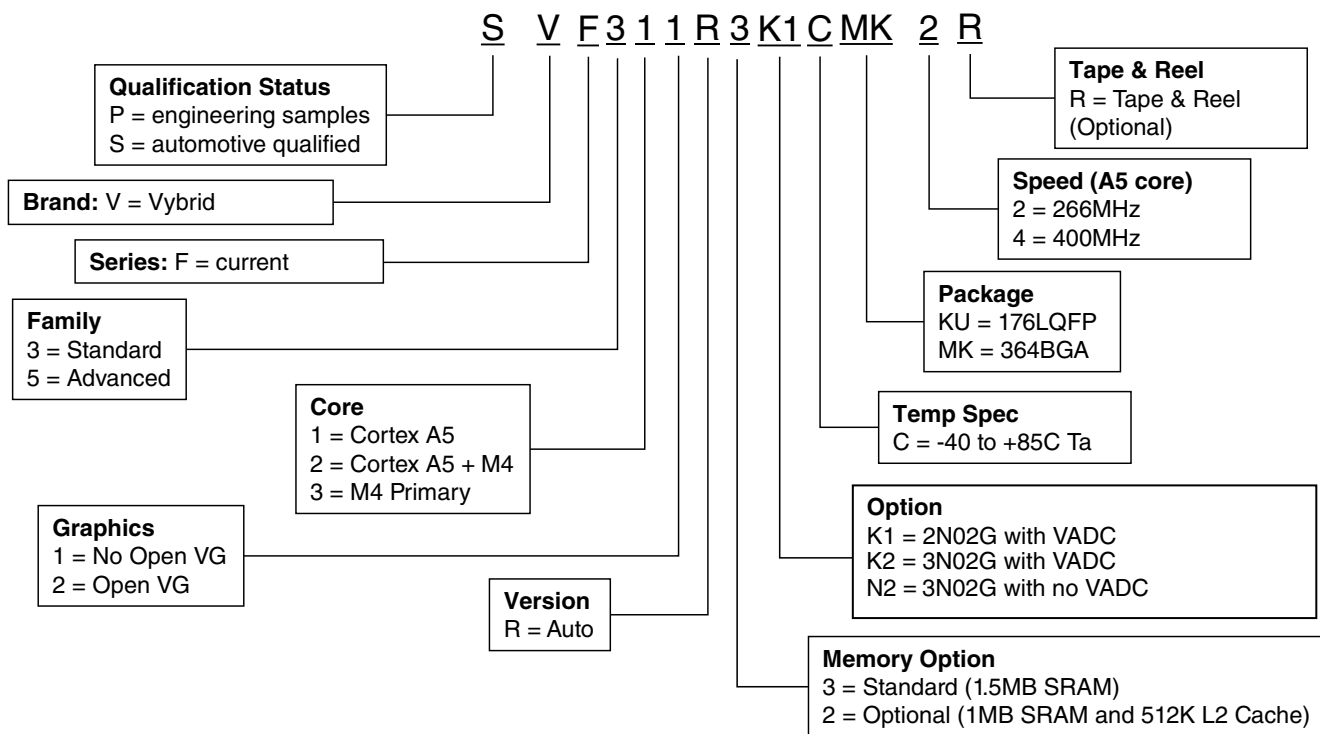 S V F 3 1 1 R 3 K1 C MK 2 R
Qualification Status
P = engineering samples
S = automotive qualified
Brand: V = Vybrid
Series: F = current
Family
3 = Standard
5 = Advanced
Core
1 = Cortex A5
2 = Cortex A5 + M4
3 = M4 Primary
Graphics
1 = No Open VG
2 = Open VG
Version
R = Auto
Tape & Reel
R = Tape & Reel
(Optional)
Speed (A5 core)
2 = 266MHz
4 = 400MHz
Package
KU = 176LQFP
MK = 364BGA
Temp Spec
C = -40 to +85C Ta
Option
K1 = 2N02G with VADC
K2 = 3N02G with VADC
N2 = 3N02G with no VADC
Memory Option
3 = Standard (1.5MB SRAM)
2 = Optional (1MB SRAM and 512K L2 Cache)